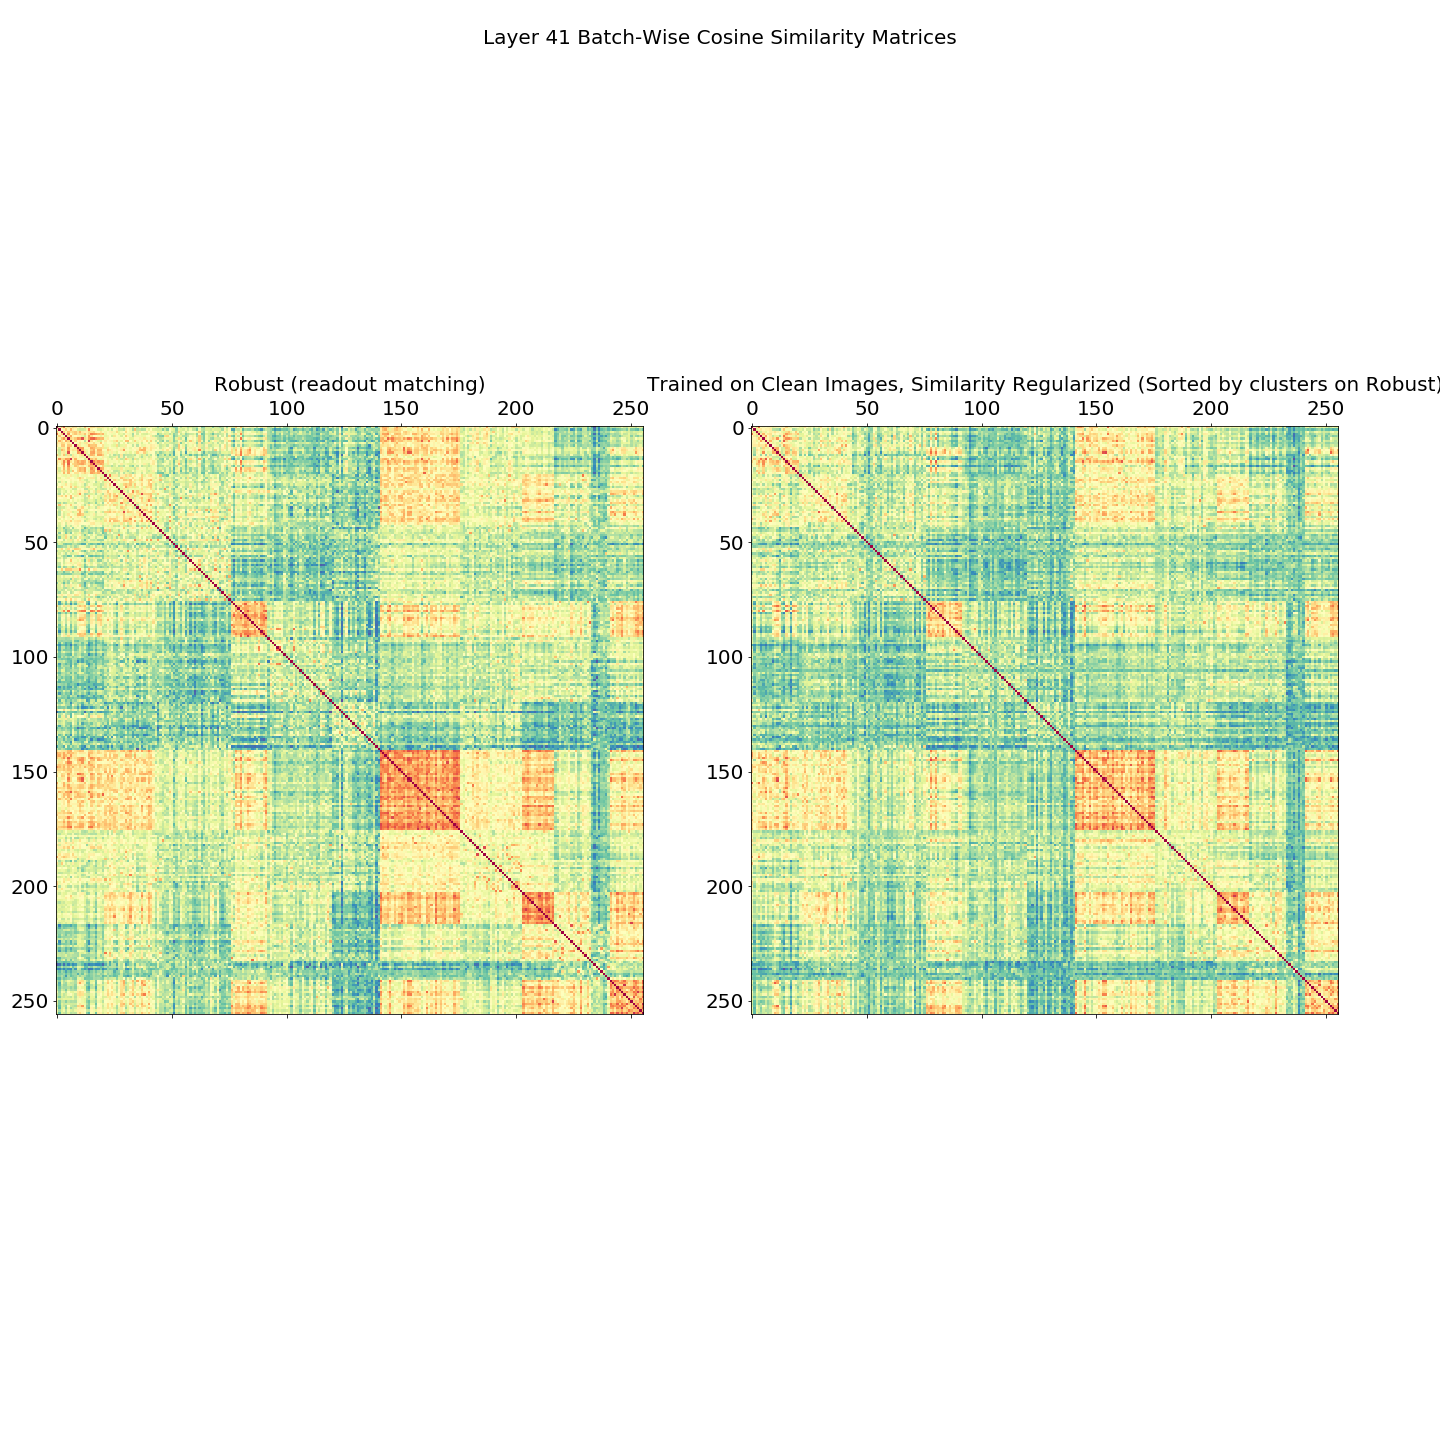 Layer 41 Batch-Wise Cosine Similarity Matrices
Robust (readout matching)
0 50 100 150 200 250
0
50
100
150
200
250
Trained on Clean Images, Similarity Regularized (Sorted by clusters on Robust)
0 50 100 150 200 250
0
50
100
150
200
250